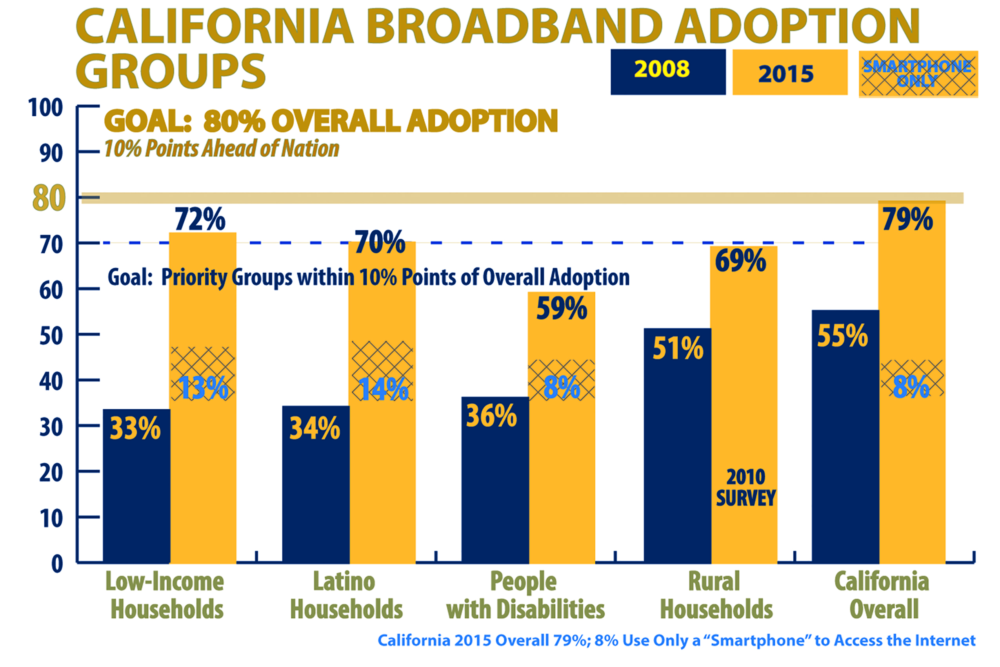 CALIFORNIA BROADBAND ADOPTION
GROUPS
2008
2015
SMARTPHONE
ONLY
100
GOAL: 80% OVERALL ADOPTION
10% Points Ahead of Nation
90
80
72%
79%
70
70%
69%
Goal: Priority Groups within 10% Points of Overall Adoption
60
59%
50
55%
51%
40
13%
14%
8%
8%
36%
30
33%
34%
20
2010
SURVEY
10
0
Low-Income
Households
Latino
Households
People
with Disabilities
Rural
Households
California
Overall
California 2015 Overall 79%; 8% Use Only a “Smartphone” to Access the Internet